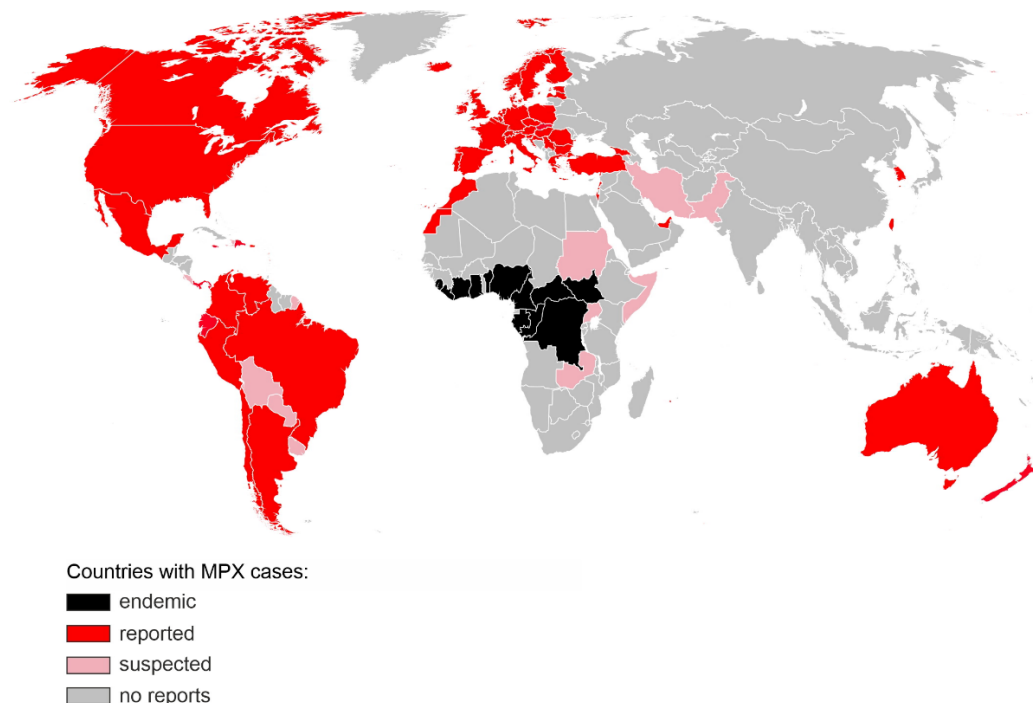 Countries with MPX cases:
endemic
reported
suspected
no reports